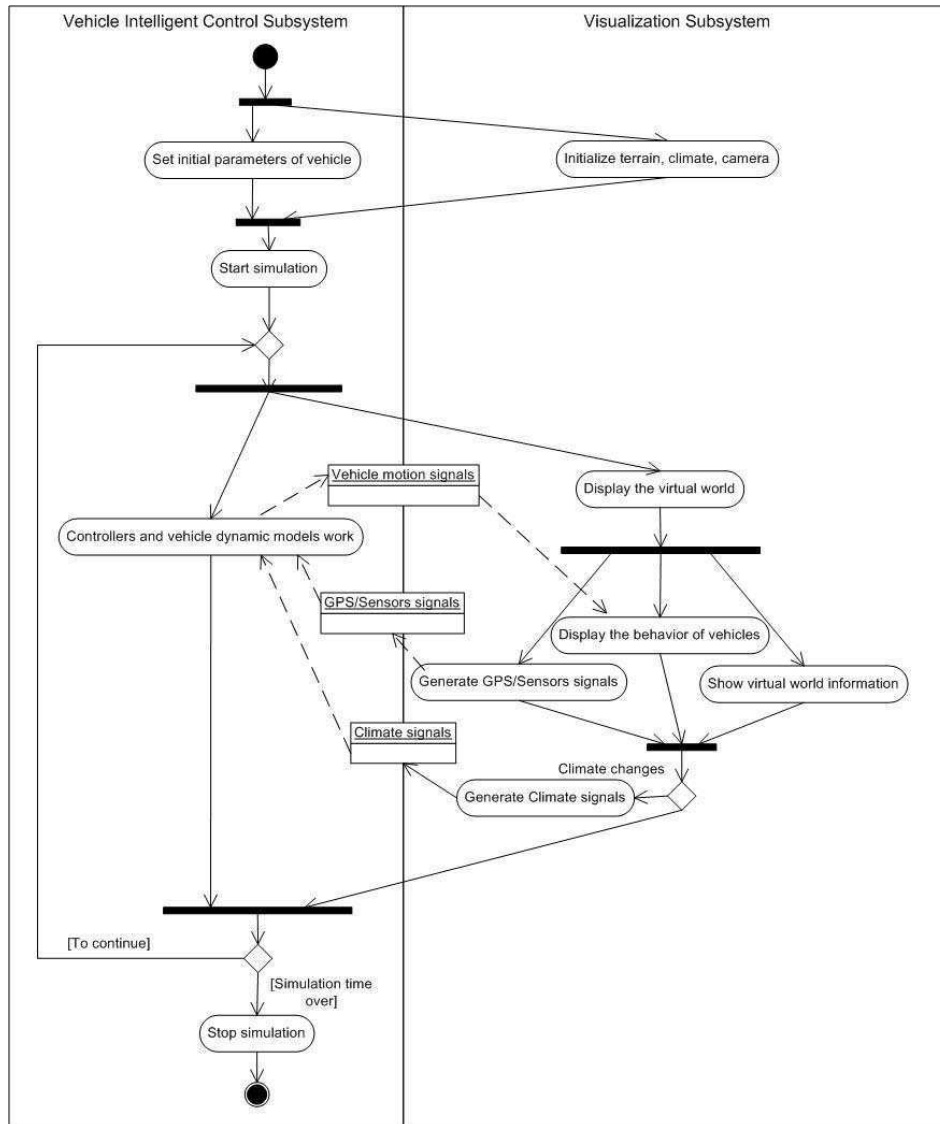 Vehicle Intelligent Control Subsystem
Visualization Subsystem
Set initial parameters of vehicle
Initialize terrain, climate, camera
Start simulation
Vehicle motion signals
Display the virtual world
Controllers and vehicle dynamic models work
GPS/Sensors signals
Display the behavior of vehicles
Generate GPS/Sensors signals
Show virtual world information
Climate signals
Climate changes
Generate Climate signals
[To continue]
[Simulation time
over]
Stop simulation